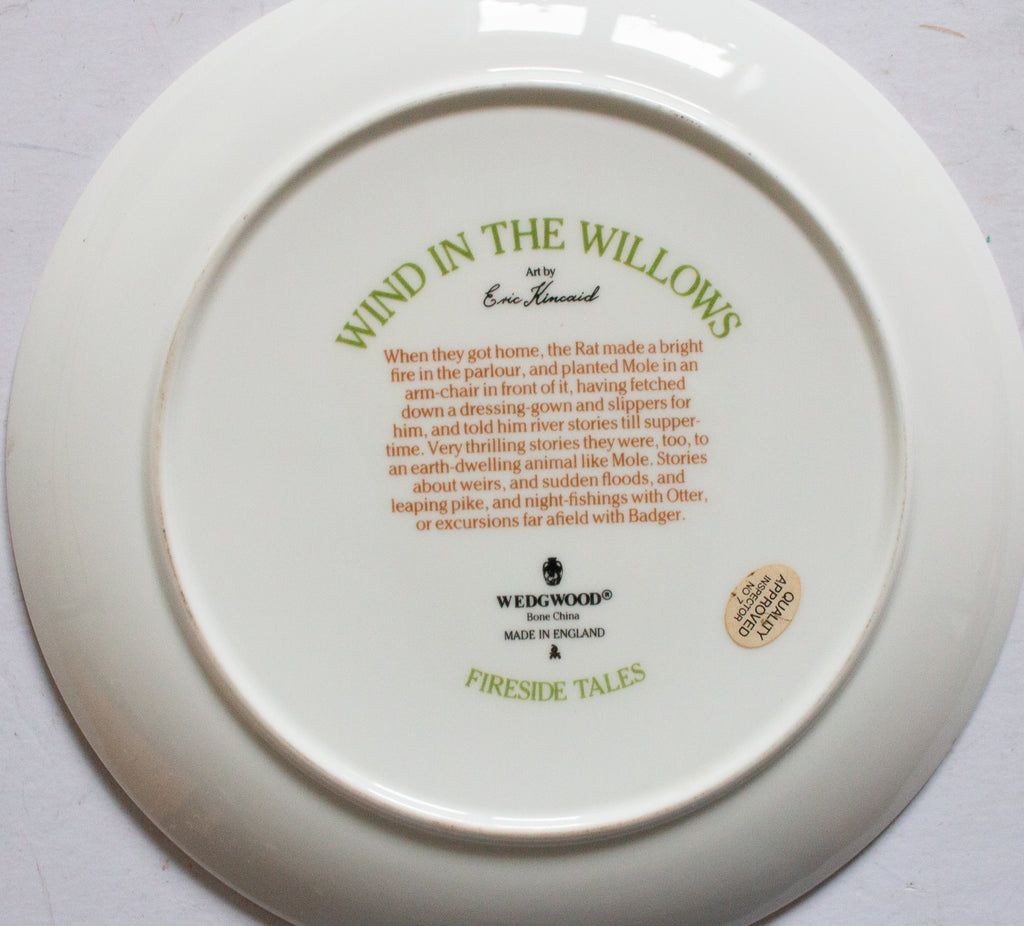 WIND IN THE WILLOWS
Art by
Eric Kincaid
When they got home, the Rat made a bright
fire in the parlour, and planted Mole in an
arm-chair in front of it, having fetched
down a dressing-gown and slippers for
him, and told him river stories till supper-
time. Very thrilling stories they were, too, to
an earth-dwelling animal like Mole. Stories
about weirs, and sudden floods, and
leaping pike, and night-fishings with Otter,
or excursions far afield with Badger.
WEDGWOOD®
Bone China
MADE IN ENGLAND
FIRESIDE TALES
QUALITY
APPROVED
INSPECTOR
NO 7